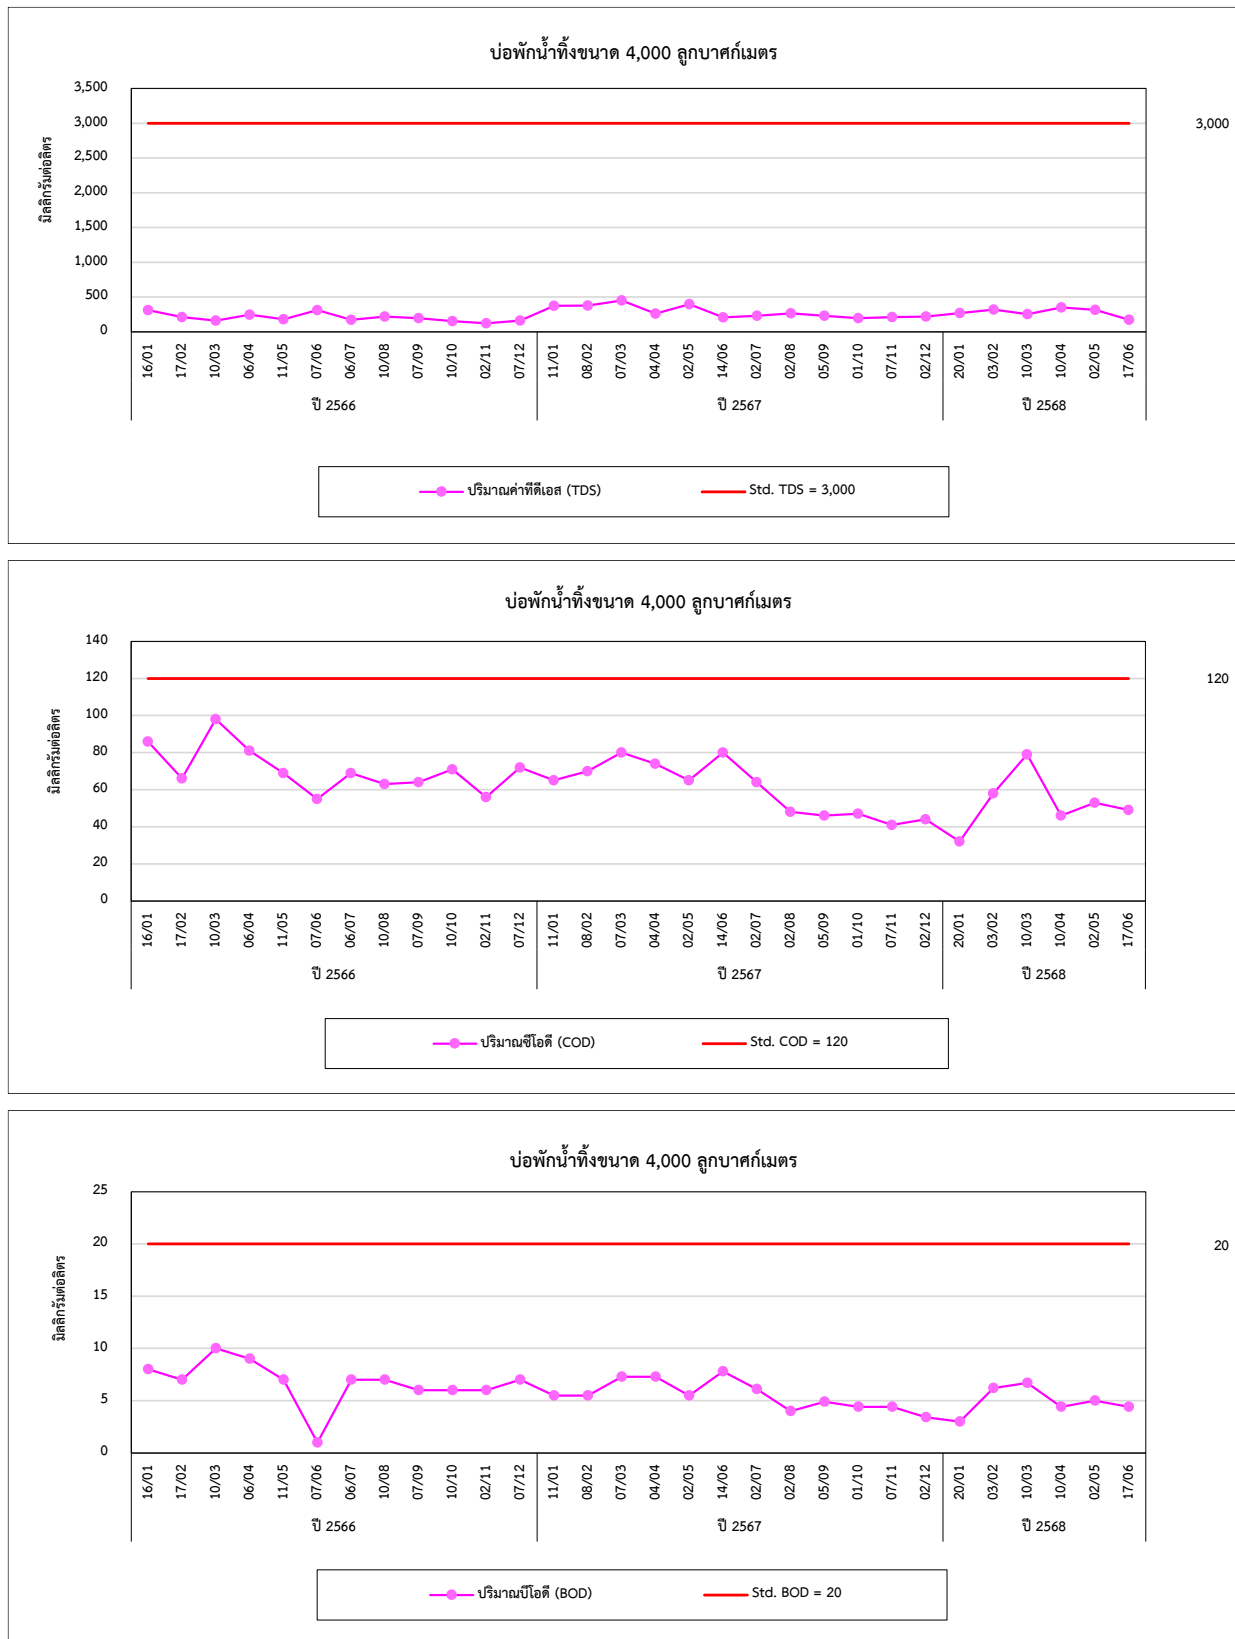 บ่อพักน้ำทิ้งขนาด 4,000 ลูกบาศก์เมตร
มิลลิกรัมต่อลิตร
3,500
3,000
2,500
2,000
1,500
1,000
500
0
3,000
16/01 17/02 10/03 06/04 11/05 07/06 06/07 10/08 07/09 10/10 02/11 07/12 11/01 08/02 07/03 04/04 02/05 14/06 02/07 02/08 05/09 01/10 07/11 02/12 20/01 03/02 10/03 10/04 02/05 17/06
ปี 2566 ปี 2567 ปี 2568
ปริมาณค่าทีดีเอส (TDS) Std. TDS = 3,000
บ่อพักน้ำทิ้งขนาด 4,000 ลูกบาศก์เมตร
มิลลิกรัมต่อลิตร
140
120
100
80
60
40
20
0
120
16/01 17/02 10/03 06/04 11/05 07/06 06/07 10/08 07/09 10/10 02/11 07/12 11/01 08/02 07/03 04/04 02/05 14/06 02/07 02/08 05/09 01/10 07/11 02/12 20/01 03/02 10/03 10/04 02/05 17/06
ปี 2566 ปี 2567 ปี 2568
ปริมาณซีโอดี (COD) Std. COD = 120
บ่อพักน้ำทิ้งขนาด 4,000 ลูกบาศก์เมตร
มิลลิกรัมต่อลิตร
25
20
15
10
5
0
20
16/01 17/02 10/03 06/04 11/05 07/06 06/07 10/08 07/09 10/10 02/11 07/12 11/01 08/02 07/03 04/04 02/05 14/06 02/07 02/08 05/09 01/10 07/11 02/12 20/01 03/02 10/03 10/04 02/05 17/06
ปี 2566 ปี 2567 ปี 2568
ปริมาณบีโอดี (BOD) Std. BOD = 20